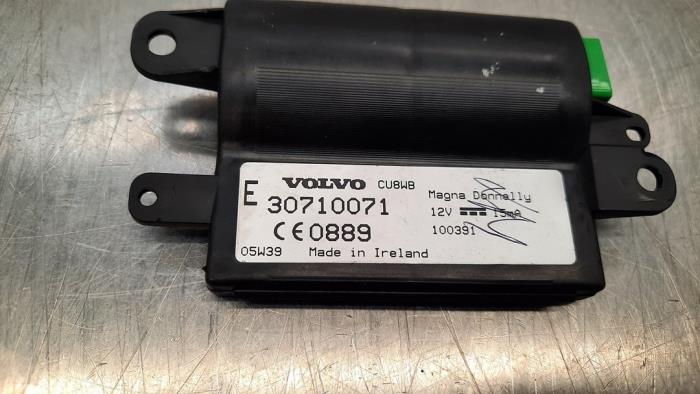 E VOLVO CU8WB
30710071
CE0889
05W39 Made in Ireland
Magna Donnelly
12V 15mA
100391